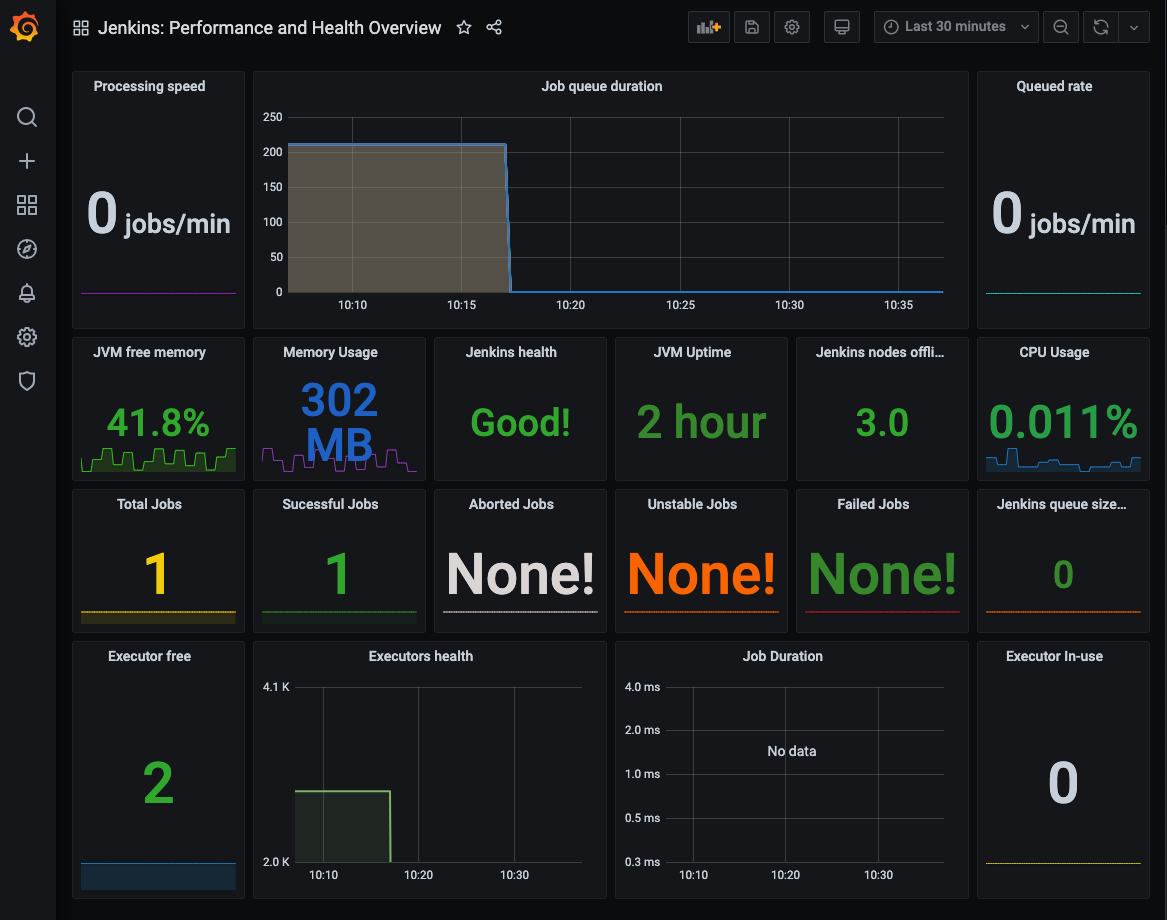 Jenkins: Performance and Health Overview
Last 30 minutes
Processing speed
0 jobs/min
Job queue duration
250
200
150
100
50
0
10:10 10:15 10:20 10:25 10:30 10:35
Queued rate
0 jobs/min
JVM free memory
41.8%
Memory Usage
302
MB
Jenkins health
Good!
JVM Uptime
2 hour
Jenkins nodes offli...
3.0
CPU Usage
0.011%
Total Jobs
1
Sucessful Jobs
1
Aborted Jobs
None!
Unstable Jobs
None!
Failed Jobs
None!
Jenkins queue size...
0
Executor free
2
Executors health
4.1 K
2.0 K
10:10 10:20 10:30
Job Duration
4.0 ms
2.0 ms
No data
1.0 ms
0.5 ms
0.3 ms
10:10 10:20 10:30
Executor In-use
0